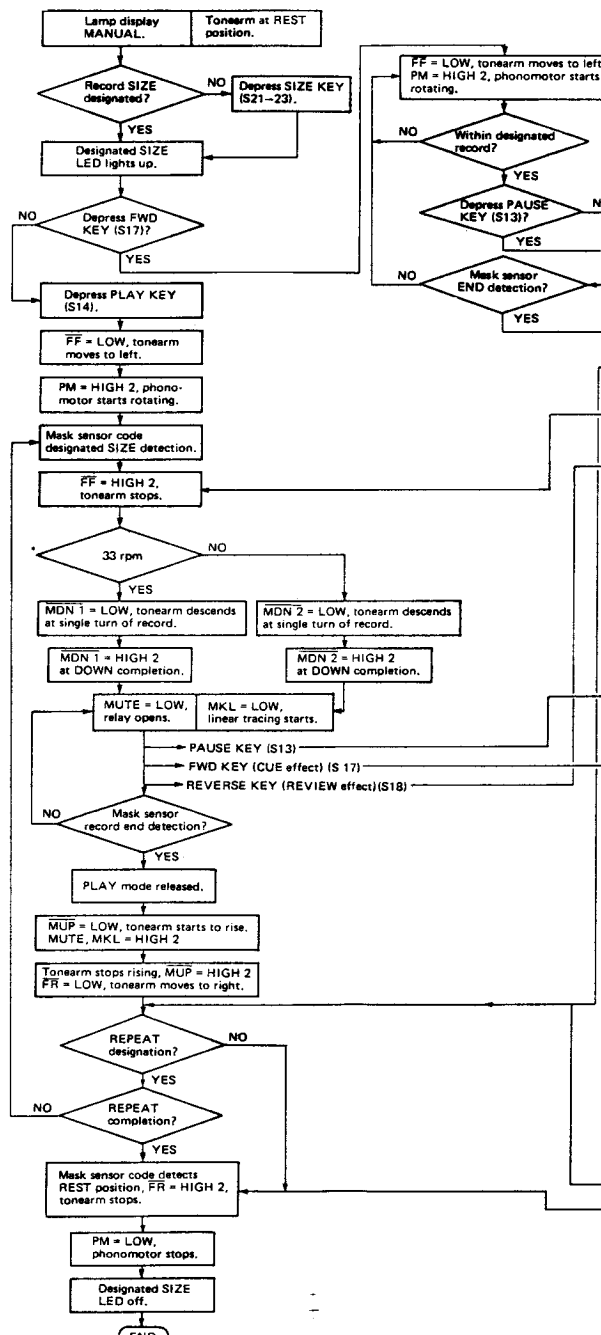 Lamp display
MANUAL.
Tonearm at REST
position.
Record SIZE
designated?
NO
Depress SIZE KEY
(S21~23).
YES
Designated SIZE
LED lights up.
NO
Depress FWD
KEY (S17)?
YES
Depress PLAY KEY
(S14).
FF = LOW, tonearm
moves to left.
PM = HIGH 2, phono-
motor starts rotating.
Mask sensor code
designated SIZE detection.
FF = HIGH 2,
tonearm stops.
33 rpm
NO
YES
MDN 1 = LOW, tonearm descends
at single turn of record.
MDN 2 = LOW, tonearm descends
at single turn of record.
MDN 1 = HIGH 2
at DOWN completion.
MDN 2 = HIGH 2
at DOWN completion.
MUTE = LOW,
relay opens.
MKL = LOW,
linear tracing starts.
PAUSE KEY (S13)
FWD KEY (CUE effect) (S 17)
REVERSE KEY (REVIEW effect)(S18)
NO
Mask sensor
record end detection?
YES
PLAY mode released.
MUP = LOW, tonearm starts to rise.
MUTE, MKL = HIGH 2
Tonearm stops rising, MUP = HIGH 2
FR = LOW, tonearm moves to right.
REPEAT
designation?
NO
YES
NO
REPEAT
completion?
YES
Mask sensor code detects
REST position, FR = HIGH 2,
tonearm stops.
PM = LOW,
phonomotor stops.
Designated SIZE
LED off.
END
FF = LOW, tonearm moves to left
PM = HIGH 2, phonomotor starts
rotating.
NO
Within designated
record?
YES
Depress PAUSE
KEY (S13)?
YES
NO
Mask sensor
END detection?
YES